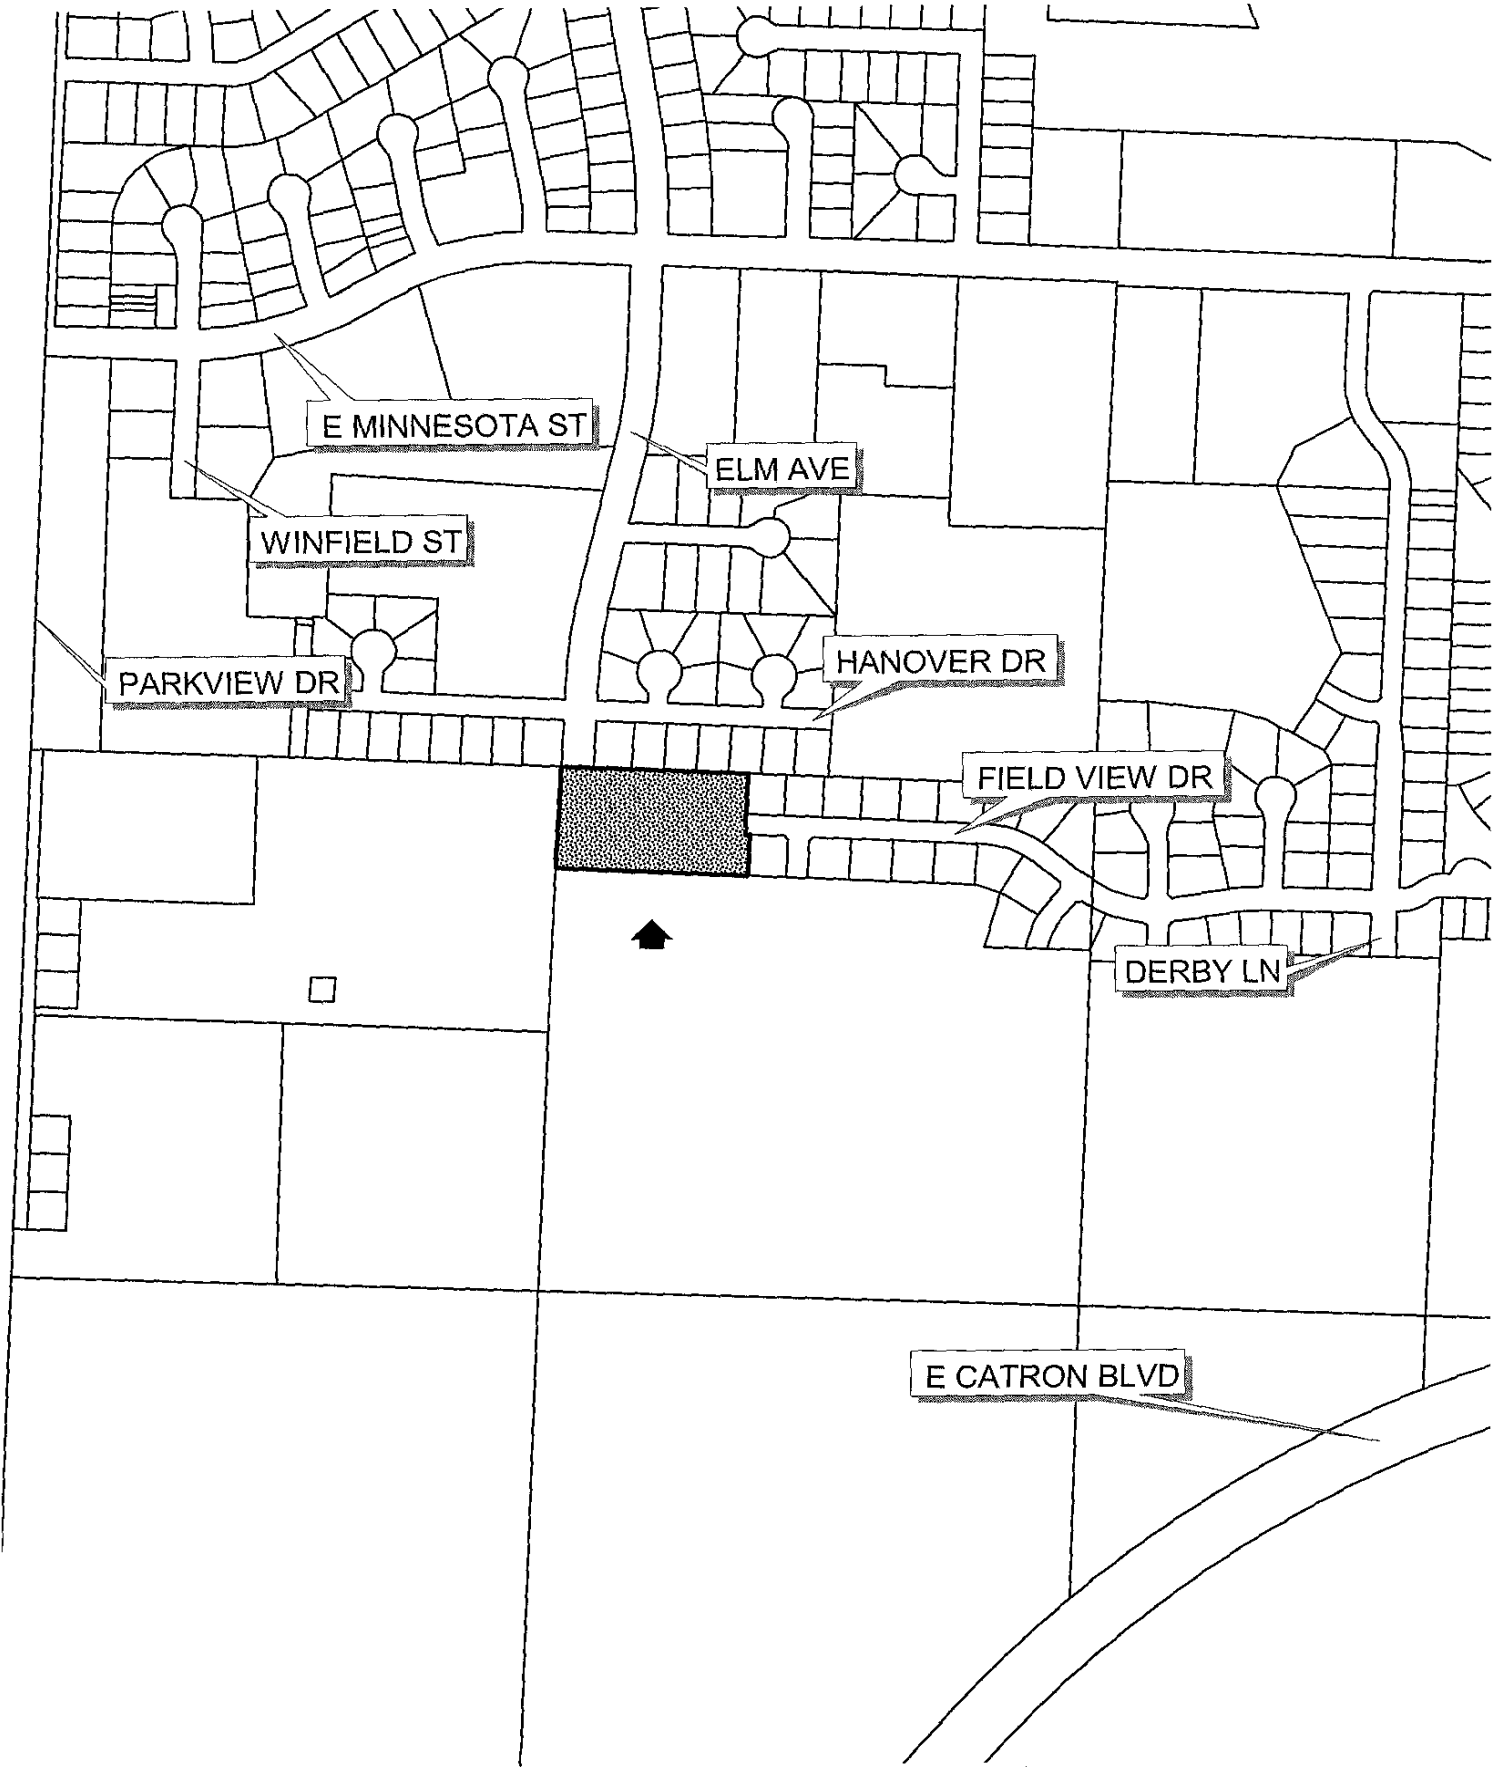 E MINNESOTA ST
ELM AVE
WINFIELD ST
HANOVER DR
PARKVIEW DR
FIELD VIEW DR
DERBY LN
E CATRON BLVD